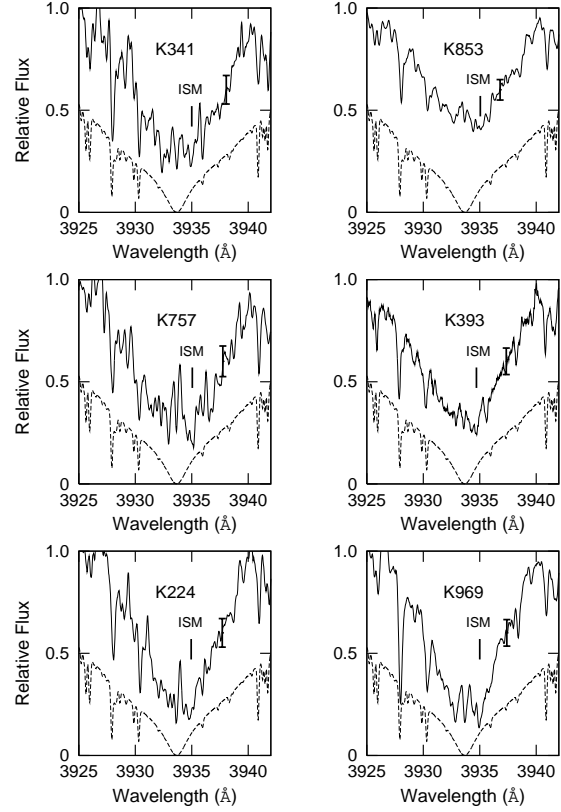 1.0 1.0
K341 K853
ISM ISM
0.5 0.5
Relative Flux
0 0
3925 3930 3935 3940 3925 3930 3935 3940
Wavelength (Å) Wavelength (Å)
1.0 1.0
K757 K393
ISM ISM
0.5 0.5
Relative Flux
0 0
3925 3930 3935 3940 3925 3930 3935 3940
Wavelength (Å) Wavelength (Å)
1.0 1.0
K224 K969
ISM ISM
0.5 0.5
Relative Flux
0 0
3925 3930 3935 3940 3925 3930 3935 3940
Wavelength (Å) Wavelength (Å)